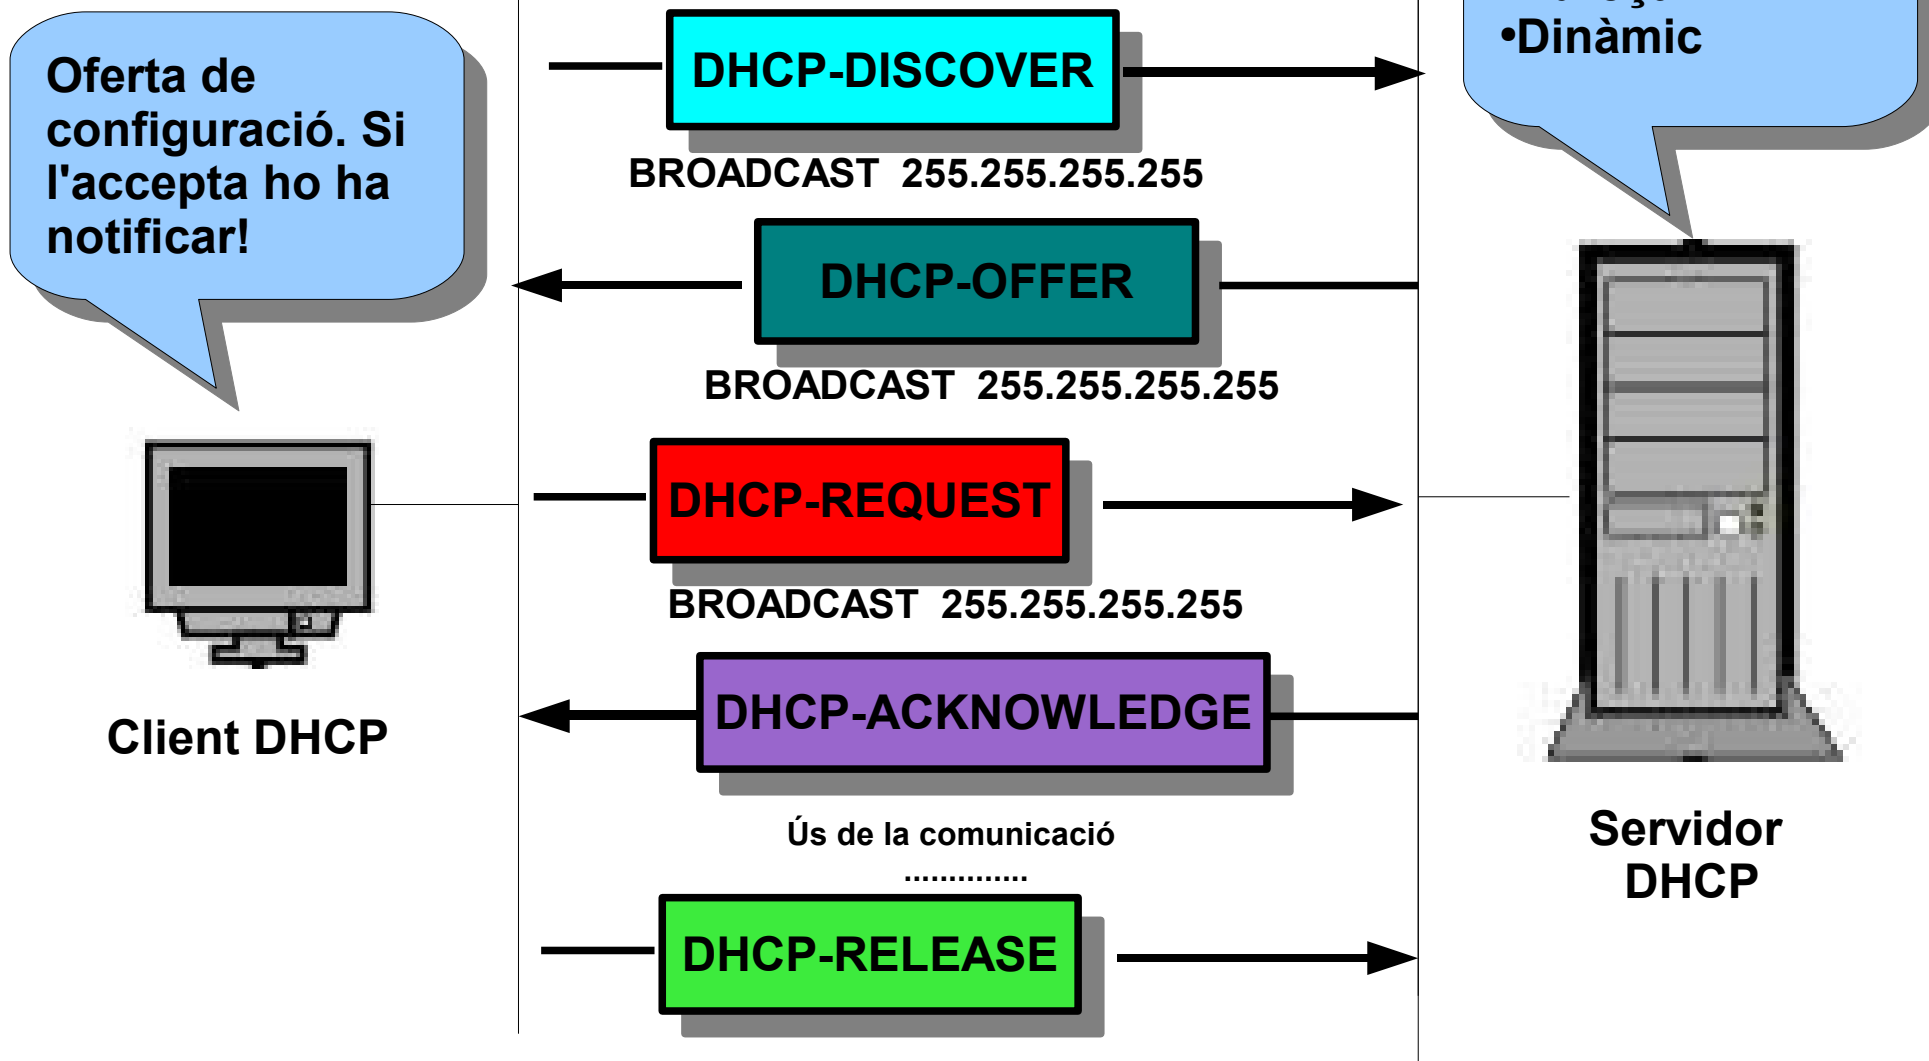 •Dinàmic
Oferta de
configuració. Si
l'accepta ho ha
notificar!
DHCP-DISCOVER
BROADCAST 255.255.255.255
DHCP-OFFER
BROADCAST 255.255.255.255
DHCP-REQUEST
BROADCAST 255.255.255.255
DHCP-ACKNOWLEDGE
Ús de la comunicació
..............
DHCP-RELEASE
Client DHCP
Servidor
DHCP